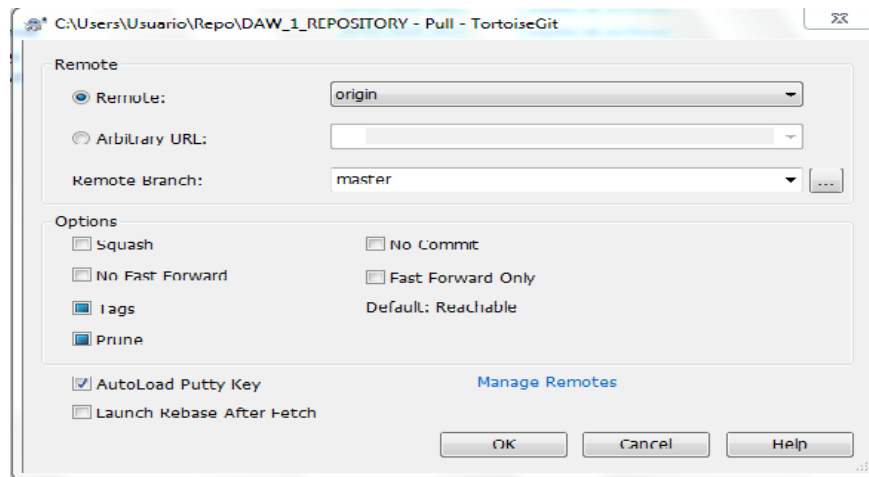 C:\Users\Usuario\Repo\DAW_1_REPOSITORY - Pull - TortoiseGit
Remote
Remote: origin
Arbitrary URL:
Remote Branch: master ...
Options
Squash No Commit
No Fast Forward Fast Forward Only
Tags Default: Reachable
Prune
AutoLoad Putty Key Manage Remotes
Launch Rebase After Fetch
OK Cancel Help